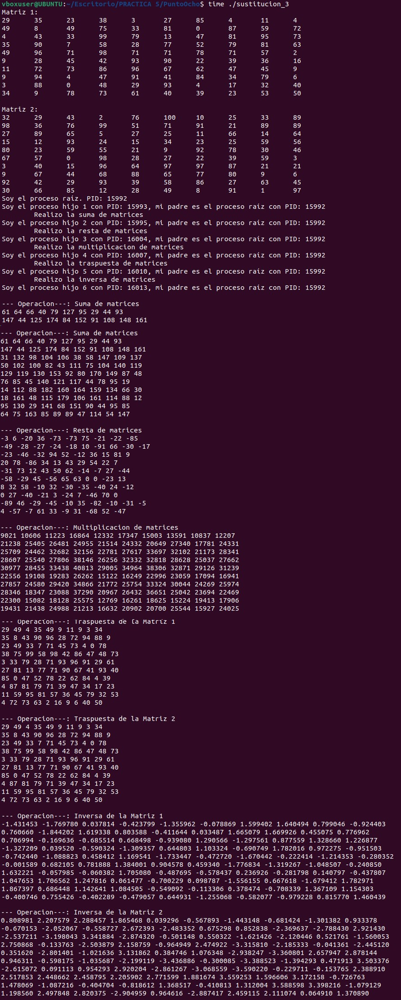 vboxuser@UBUNTU:~/Escritorio/PRACTICA 5/PuntoOcho$ time ./sustitucion_3
Matriz 1:
29 35 23 38 3 27 85 4 11 4
49 8 49 75 33 81 0 87 59 72
4 43 33 99 79 13 47 81 95 73
35 90 7 58 28 77 52 79 81 63
49 96 71 98 71 71 78 71 57 2
9 28 45 42 93 90 22 39 36 16
11 72 73 86 96 67 62 47 45 9
9 94 4 47 91 41 84 34 79 6
3 88 0 48 29 93 4 17 32 40
34 9 78 73 61 40 39 23 53 50
Matriz 2:
32 29 43 2 76 100 10 25 33 89
98 36 76 99 51 71 91 21 89 89
27 89 65 5 27 25 11 66 14 64
15 12 93 24 15 34 23 25 59 56
80 23 59 55 21 9 92 78 30 46
67 57 0 98 28 27 22 39 59 3
3 40 15 96 64 97 97 87 21 21
9 67 44 68 88 65 77 80 9 6
92 42 29 93 39 58 86 27 63 45
30 66 85 12 28 49 8 91 1 97
Soy el proceso raíz. PID: 15992
Soy el proceso hijo 1 con PID: 15993, mi padre es el proceso raíz con PID: 15992
Realizo la suma de matrices
Soy el proceso hijo 2 con PID: 15995, mi padre es el proceso raíz con PID: 15992
Realizo la resta de matrices
Soy el proceso hijo 3 con PID: 16004, mi padre es el proceso raíz con PID: 15992
Realizo la multiplicacion de matrices
Soy el proceso hijo 4 con PID: 16007, mi padre es el proceso raíz con PID: 15992
Realizo la traspuesta de matrices
Soy el proceso hijo 5 con PID: 16010, mi padre es el proceso raíz con PID: 15992
Realizo la inversa de matrices
Soy el proceso hijo 6 con PID: 16013, mi padre es el proceso raíz con PID: 15992
--- Operacion---: Suma de matrices
61 64 66 40 79 127 95 29 44 93
147 44 125 174 84 152 91 108 148 161
--- Operacion---: Suma de matrices
61 64 66 40 79 127 95 29 44 93
147 44 125 174 84 152 91 108 148 161
31 132 98 104 106 38 58 147 109 137
50 102 100 82 43 111 75 104 140 119
129 119 130 153 92 80 170 149 87 48
76 85 45 140 121 117 44 78 95 19
14 112 88 182 160 164 159 134 66 30
18 161 48 115 179 106 161 114 88 12
95 130 29 141 68 151 90 44 95 85
64 75 163 85 89 89 47 114 54 147
--- Operacion---: Resta de matrices
-3 6 -20 36 -73 -73 75 -21 -22 -85
-49 -28 -27 -24 -18 10 -91 66 -30 -17
-23 -46 -32 94 52 -12 36 15 81 9
20 78 -86 34 13 43 29 54 22 7
-31 73 12 43 50 62 -14 -7 27 -44
-58 -29 45 -56 65 63 0 0 -23 13
8 32 58 -10 32 -30 -35 -40 24 -12
0 27 -40 -21 3 -24 7 -46 70 0
-89 46 -29 -45 -10 35 -82 -10 -31 -5
4 -57 -7 61 33 -9 31 -68 52 -47
--- Operacion---: Multiplicacion de matrices
9021 10606 11223 16864 12332 17347 15003 13591 10837 12207
21238 25405 26481 24955 21514 24332 20649 27340 17781 24331
25709 24462 32682 32156 22781 27617 33697 32102 21173 28341
28607 25540 27806 38146 26256 32332 32818 28628 25037 27662
30977 28455 33438 40813 29005 34964 38306 32871 29126 31239
22556 19108 19283 26262 15122 16249 22996 23059 17094 16941
27857 24580 29420 34866 21772 25754 33324 30044 24269 25974
28346 18347 23088 37290 20967 26432 36651 25042 23694 22469
22300 15082 18128 25575 12769 16261 18625 15224 19413 17906
19431 21438 24988 21213 16632 20902 20700 25544 15927 24025
--- Operacion---: Traspuesta de la Matriz 1
29 49 4 35 49 9 11 9 3 34
35 8 43 90 96 28 72 94 88 9
23 49 33 7 71 45 73 4 0 78
38 75 99 58 98 42 86 47 48 73
3 33 79 28 71 93 96 91 29 61
27 81 13 77 71 90 67 41 93 40
85 0 47 52 78 22 62 84 4 39
4 87 81 79 71 39 47 34 17 23
11 59 95 81 57 36 45 79 32 53
4 72 73 63 2 16 9 6 40 50
--- Operacion---: Traspuesta de la Matriz 2
29 49 4 35 49 9 11 9 3 34
35 8 43 90 96 28 72 94 88 9
23 49 33 7 71 45 73 4 0 78
38 75 99 58 98 42 86 47 48 73
3 33 79 28 71 93 96 91 29 61
27 81 13 77 71 90 67 41 93 40
85 0 47 52 78 22 62 84 4 39
4 87 81 79 71 39 47 34 17 23
11 59 95 81 57 36 45 79 32 53
4 72 73 63 2 16 9 6 40 50
--- Operacion---: Inversa de la Matriz 1
-1.431453 -1.769780 0.037814 -0.423799 -1.355962 -0.078869 1.599402 1.640494 0.799046 -0.924403
0.760660 -1.844202 1.619338 0.803588 -0.411644 0.033487 1.665079 1.669926 0.455075 0.776962
0.706994 -0.169636 -0.685514 0.668498 -0.939080 1.290566 -1.297561 0.877559 1.328660 1.226877
-1.327209 0.039520 -0.590324 -1.309357 0.644803 1.103324 -0.690749 1.782016 0.972275 -0.951503
-0.742440 -1.088823 0.458412 1.169541 -1.733447 -0.472720 -1.670442 -0.222414 -1.214353 -0.280352
-0.001589 0.682105 0.781888 1.384001 0.904578 0.459340 -1.776834 -1.319267 -1.048507 -0.240850
1.632221 -0.057985 -0.060382 1.705080 -0.487695 -0.578437 0.236926 -0.281798 0.140797 -0.437807
1.047653 1.706562 1.247816 0.061477 -0.700229 0.098787 -1.556155 0.667618 -1.679412 1.782971
1.867397 0.686448 1.142641 1.084505 -0.549092 -0.113306 0.378474 -0.708339 1.367109 1.154303
-0.400746 0.755426 -0.402289 -0.479057 0.644931 -1.255068 -0.582077 -0.979228 0.815770 1.460439
--- Operacion---: Inversa de la Matriz 2
0.808981 2.207579 2.288457 1.865468 0.039296 -0.567893 -1.443148 -0.681424 -1.301382 0.933378
-0.670153 -2.052067 -0.558727 2.672393 -2.483352 0.675298 0.852838 -2.369637 -2.788430 2.921430
-2.537211 -3.198043 3.341884 -2.874320 -0.501148 0.550322 -1.621426 -2.120446 0.521761 -1.560053
2.750868 -0.133763 -2.503879 2.158759 -0.964949 2.474922 -3.315810 -2.185333 -0.041361 -2.445120
0.351620 -2.801401 -1.021636 3.131862 0.384746 1.076348 -2.938247 -3.360801 2.657947 2.878144
0.946311 -0.598175 -1.035687 -2.199119 -3.436886 -0.300085 -3.388523 -1.394293 0.471913 3.503376
-2.615072 0.091113 0.954293 2.920204 -2.861267 -3.068559 -3.590220 -0.229711 -0.153765 2.388910
2.517853 2.448662 2.458795 2.205902 2.771599 1.881674 3.559253 1.596606 3.172158 -0.726763
1.478069 -1.087216 -0.404704 -0.818612 1.368517 -0.410813 1.312004 3.588598 3.398216 -1.079129
1.198560 2.497848 2.820375 -2.904959 0.964616 -2.887417 2.459115 2.111074 0.064910 1.370890